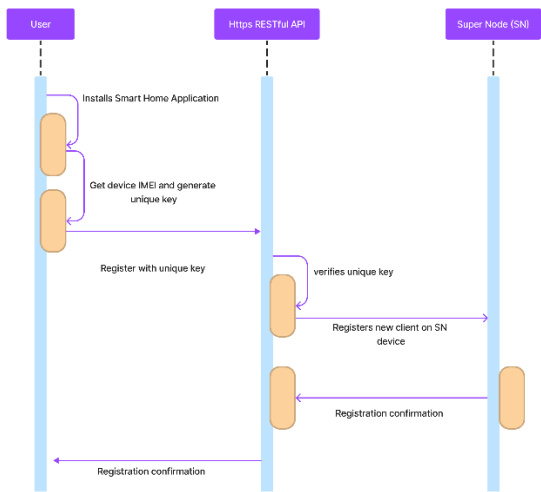 User
Https RESTful API
Super Node (SN)
Installs Smart Home Application
Get device IMEI and generate
unique key
Register with unique key
verifies unique key
Registers new client on SN
device
Registration confirmation
Registration confirmation